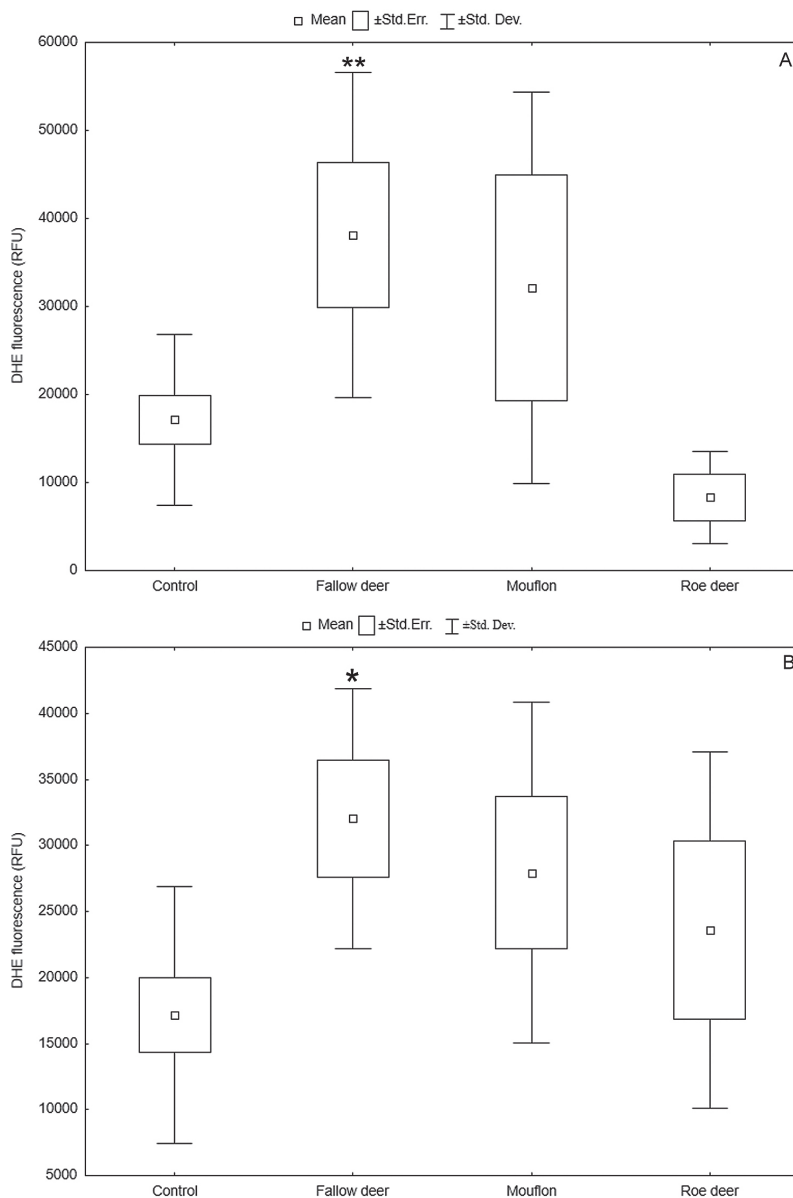 Mean ±Std.Err. ±Std. Dev.
A
60000
**
50000
40000
30000
20000
10000
0
DHE fluorescence (RFU)
Control Fallow deer Mouflon Roe deer
Mean ±Std.Err. ±Std. Dev.
B
45000
*
40000
35000
30000
25000
20000
15000
10000
5000
DHE fluorescence (RFU)
Control Fallow deer Mouflon Roe deer